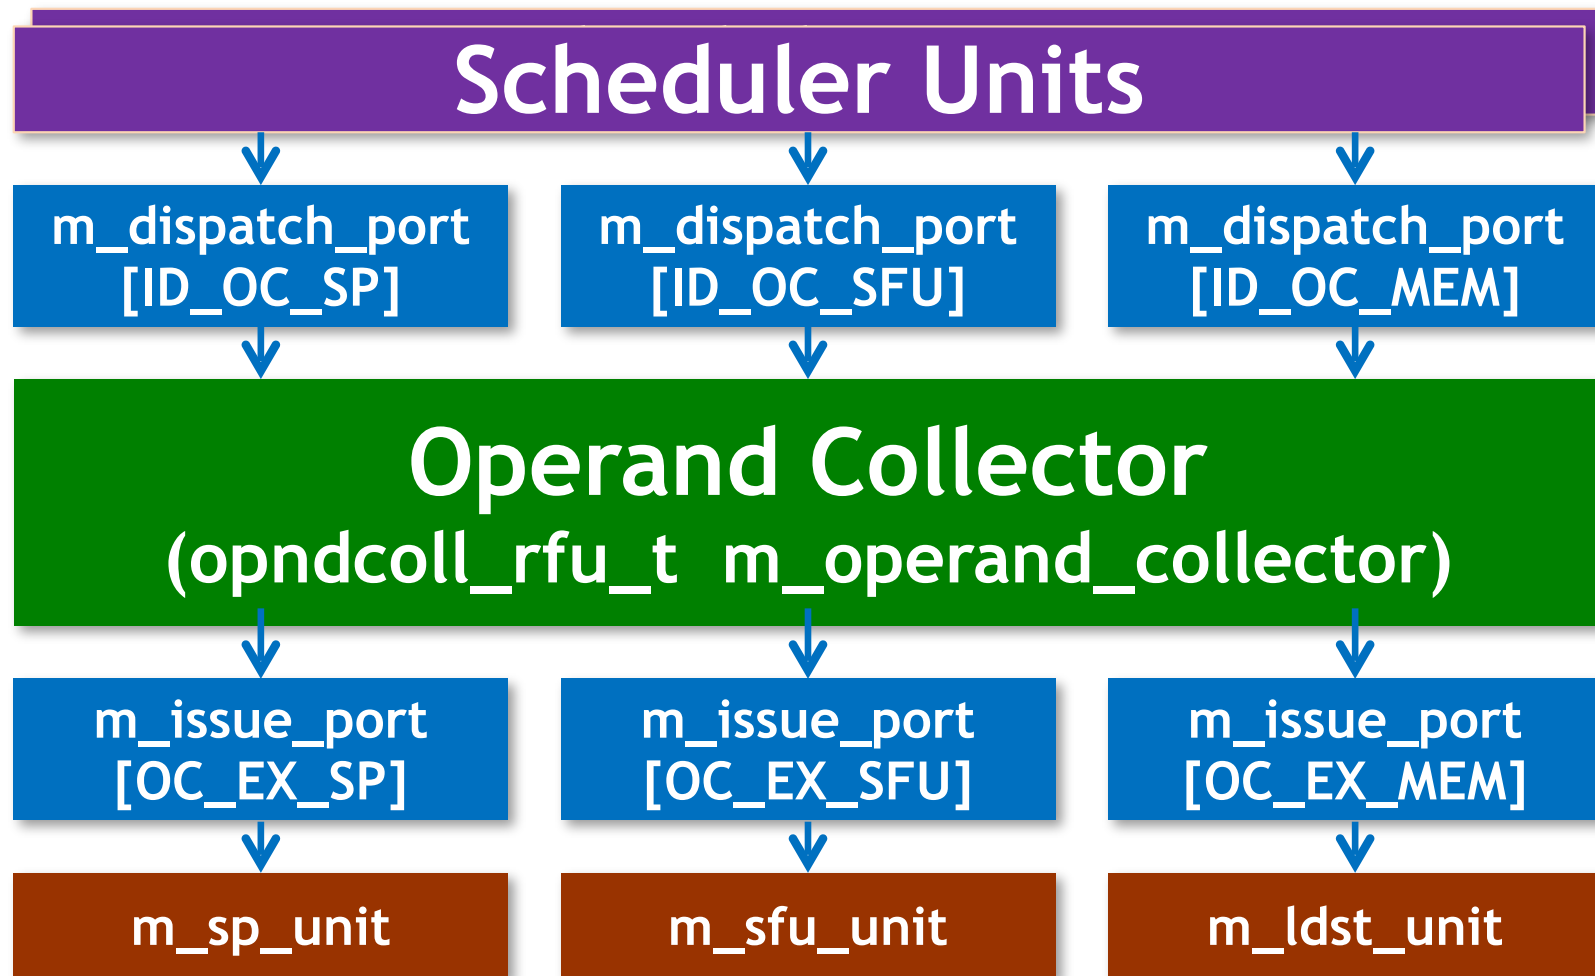 Scheduler Units
m_dispatch_port
[ID_OC_SP]
m_dispatch_port
[ID_OC_SFU]
m_dispatch_port
[ID_OC_MEM]
Operand Collector
(opndcoll_rfu_t m_operand_collector)
m_issue_port
[OC_EX_SP]
m_issue_port
[OC_EX_SFU]
m_issue_port
[OC_EX_MEM]
m_sp_unit
m_sfu_unit
m_ldst_unit